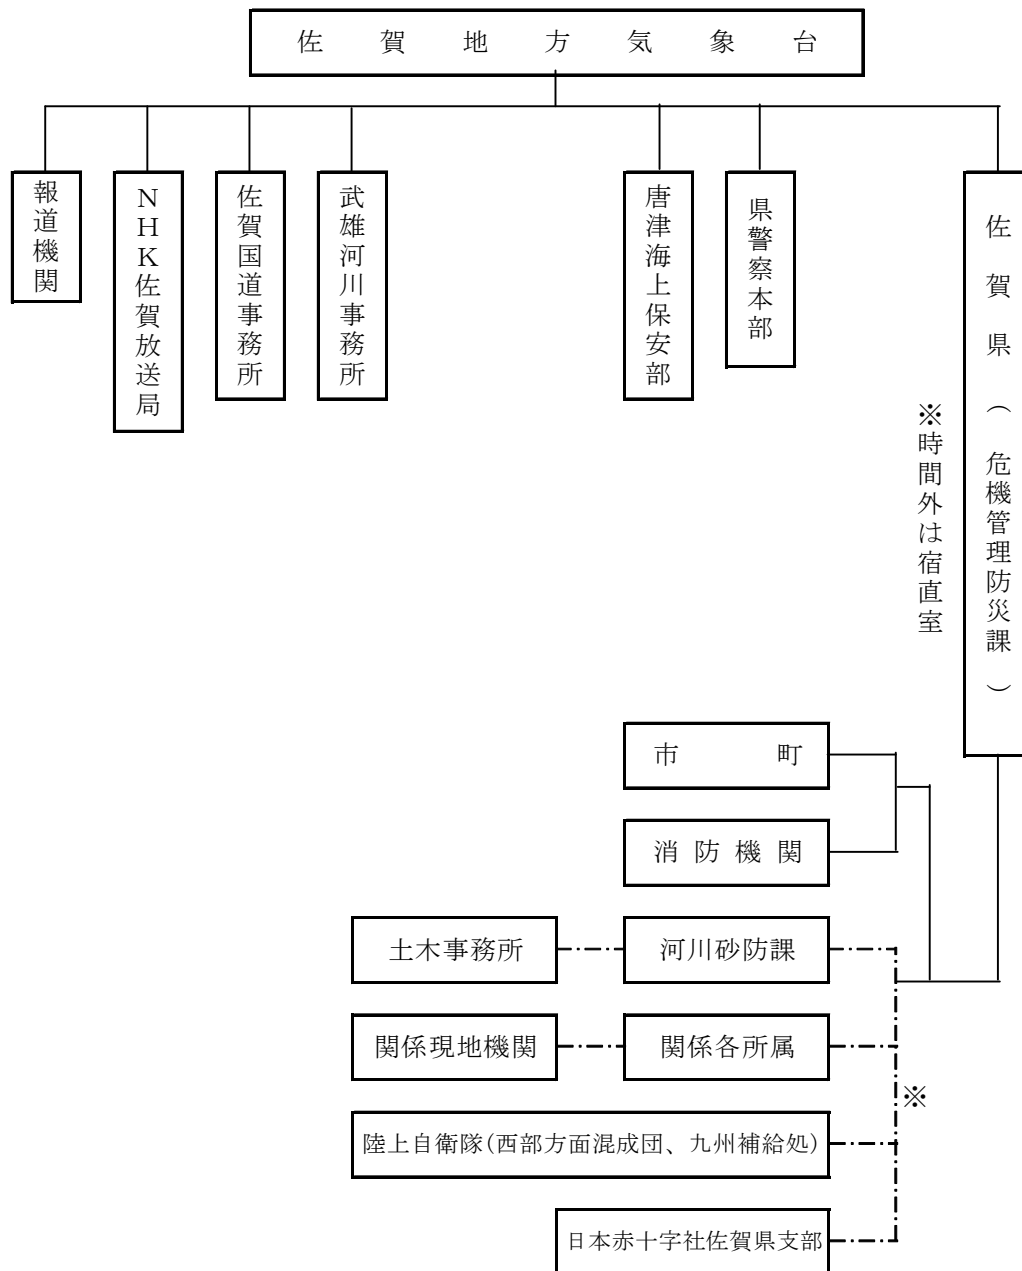 佐賀地方気象台
報道機関
NHK佐賀放送局
佐賀国道事務所
武雄河川事務所
唐津海上保安部
県警察本部
佐賀県(危機管理防災課)
※時間外は宿直室
市町
消防機関
土木事務所
河川砂防課
関係現地機関
関係各所属
※
陸上自衛隊(西部方面混成団、九州補給処)
日本赤十字社佐賀県支部